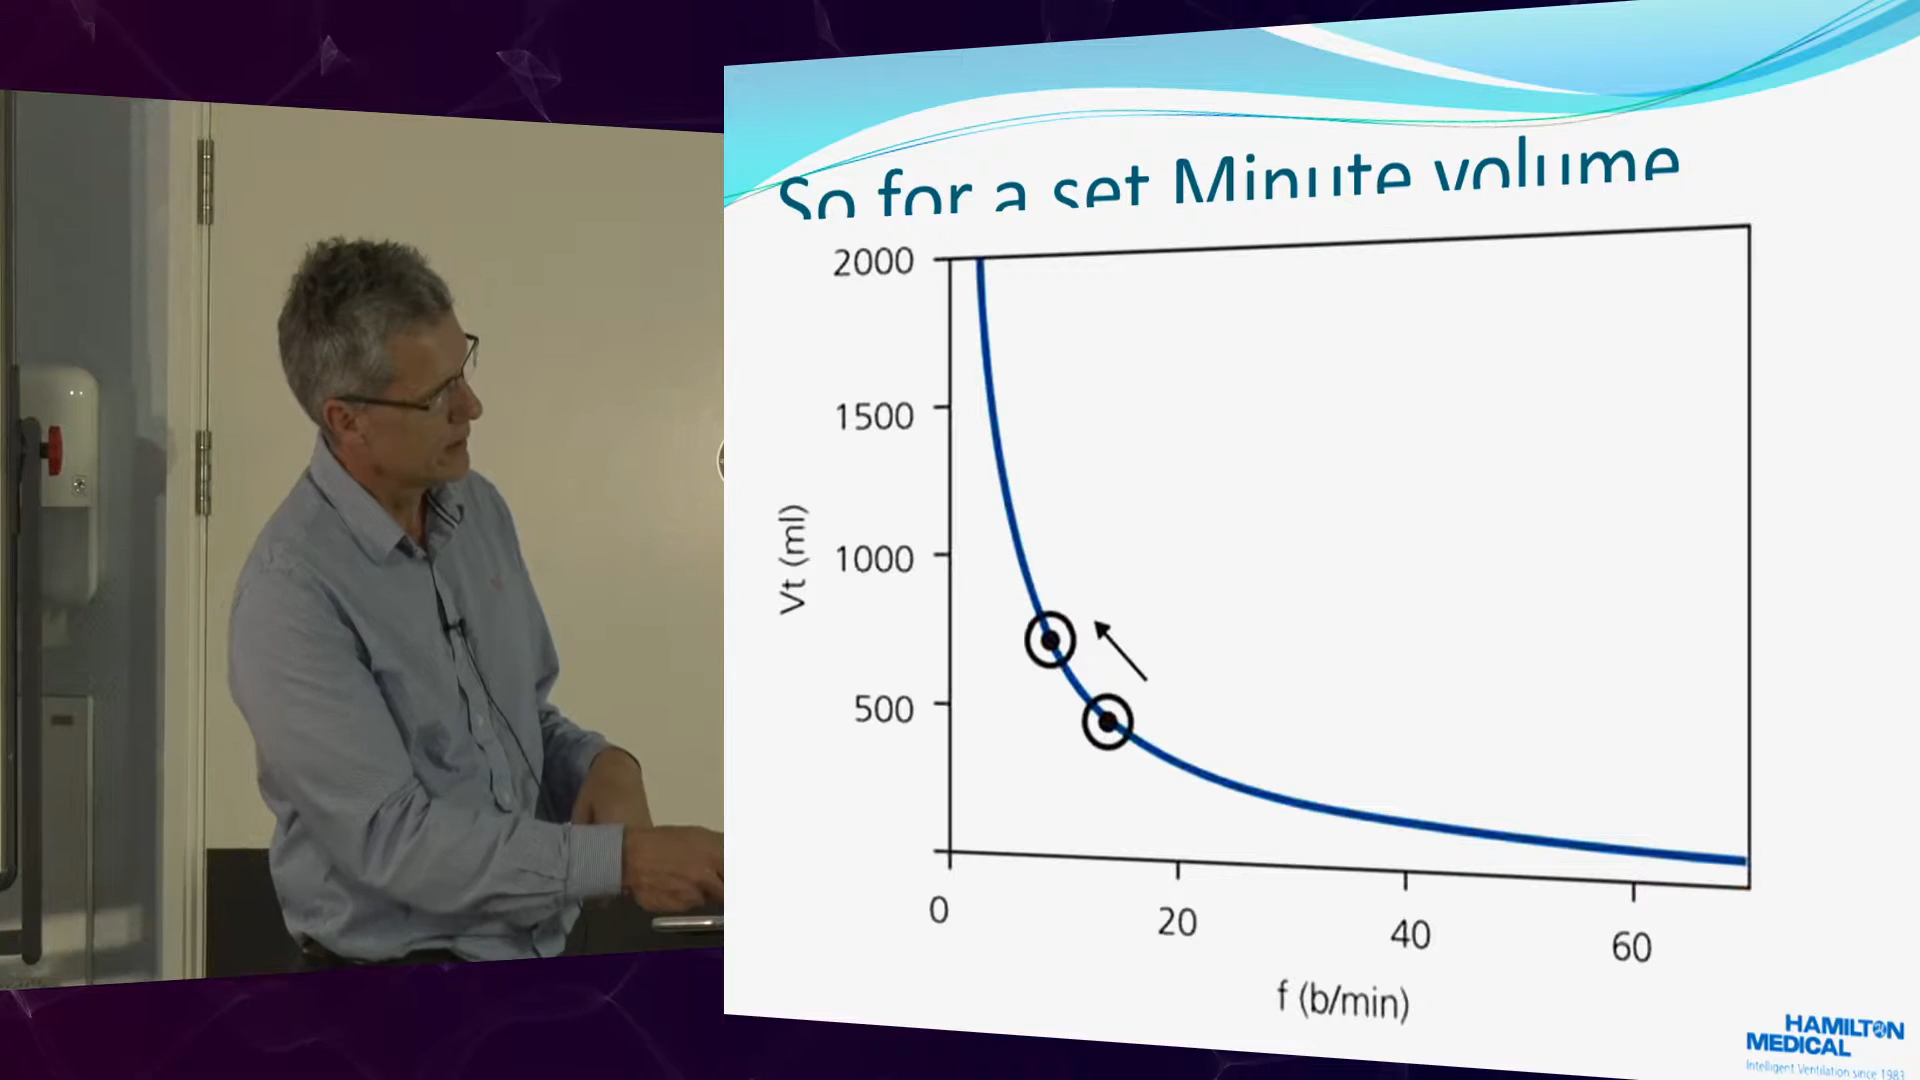 So for a set Minute volume
2000
1500
1000
500
Vt (ml)
0
20
40
60
f (b/min)
HAMILTON
MEDICAL
Intelligent Ventilation since 1983